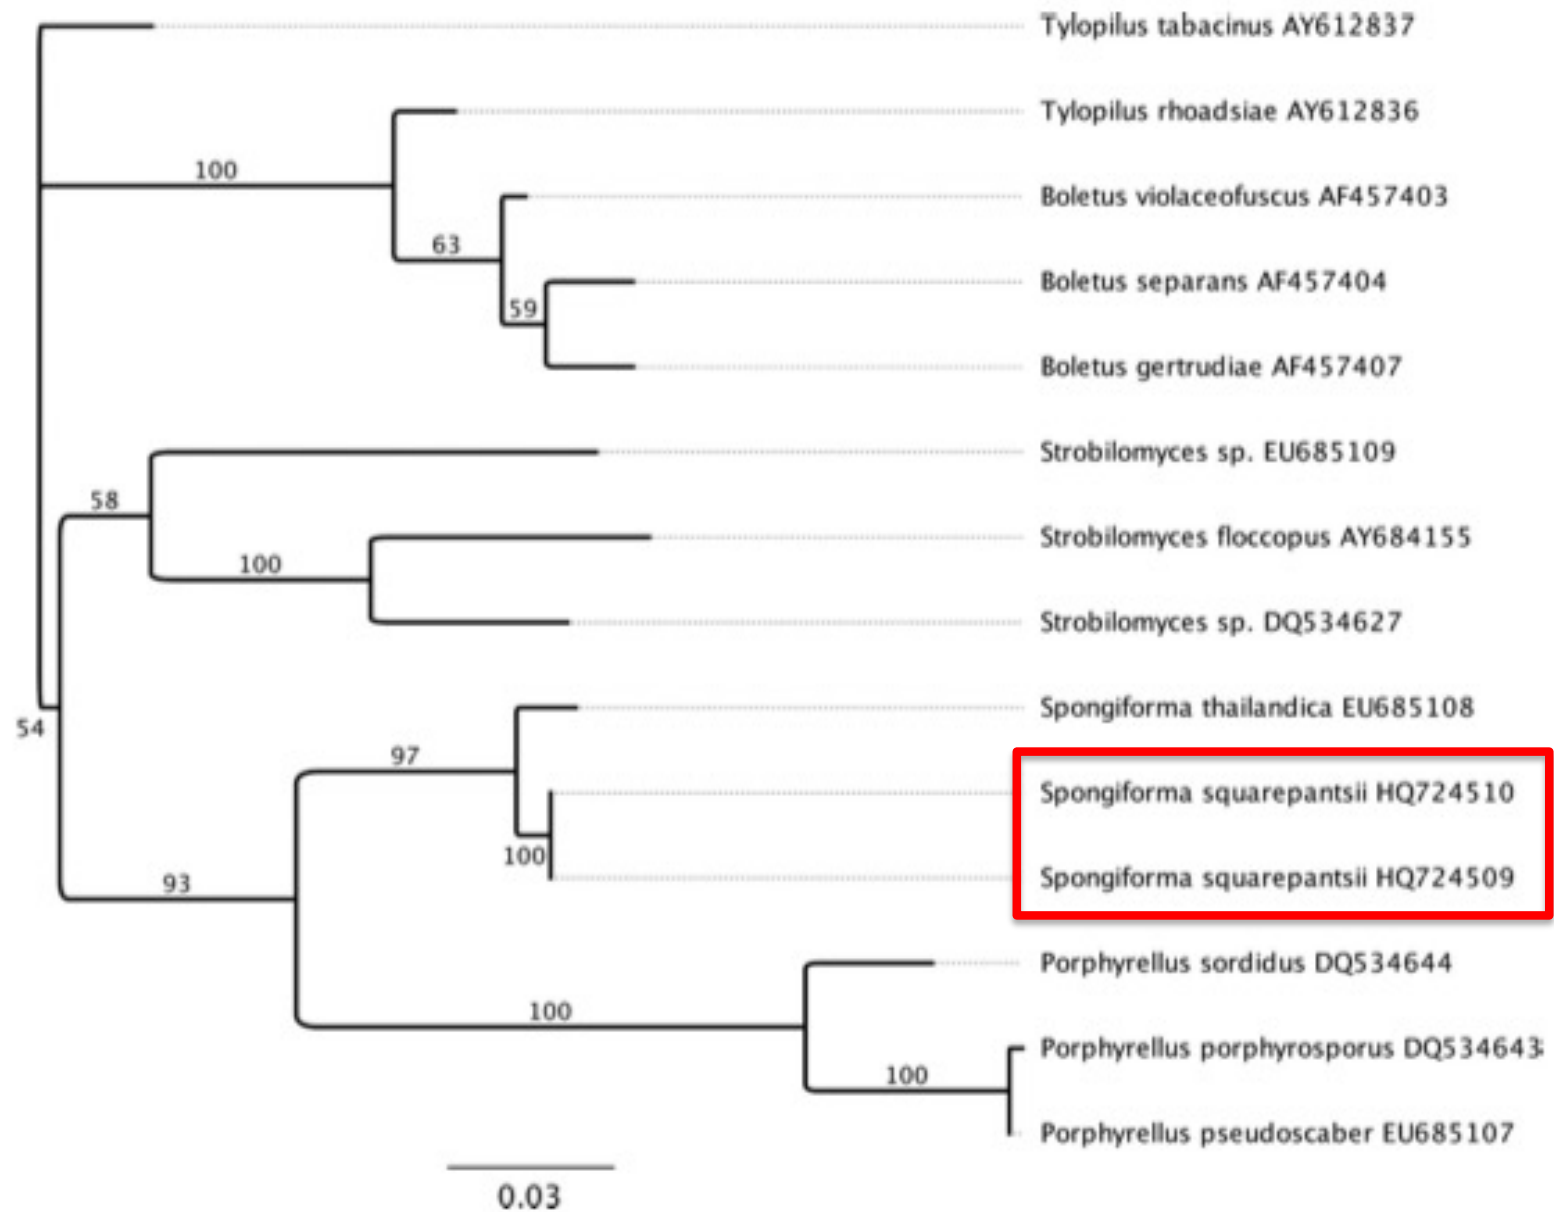 Tylopilus tabacinus AY612837
Tylopilus rhoadsiae AY612836
100
Boletus violaceofuscus AF457403
63
Boletus separans AF457404
59
Boletus gertrudiae AF457407
Strobilomyces sp. EU685109
58
Strobilomyces floccopus AY684155
100
Strobilomyces sp. DQ534627
Spongiforma thailandica EU685108
54
97
Spongiforma squarepantsii HQ724510
100
Spongiforma squarepantsii HQ724509
93
Porphyrellus sordidus DQ534644
100
Porphyrellus porphyrosporus DQ534643
100
Porphyrellus pseudoscaber EU685107
0.03